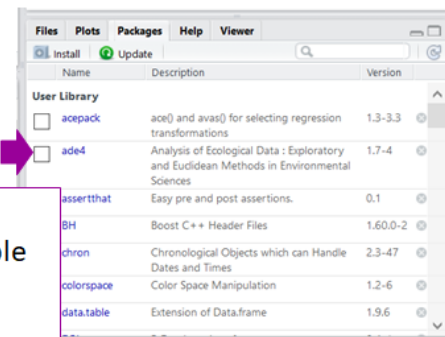 Files Plots Packages Help Viewer
Install Update
Name Description Version
User Library
acepack ace() and avas() for selecting regression 1.3-3.3
transformations
ade4 Analysis of Ecological Data : Exploratory 1.7-4
and Euclidean Methods in Environmental
Sciences
assertthat Easy pre and post assertions. 0.1
BH Boost C++ Header Files 1.60.0-2
chron Chronological Objects which can Handle 2.3-47
Dates and Times
colorspace Color Space Manipulation 1.2-6
data.table Extension of Data.frame 1.9.6